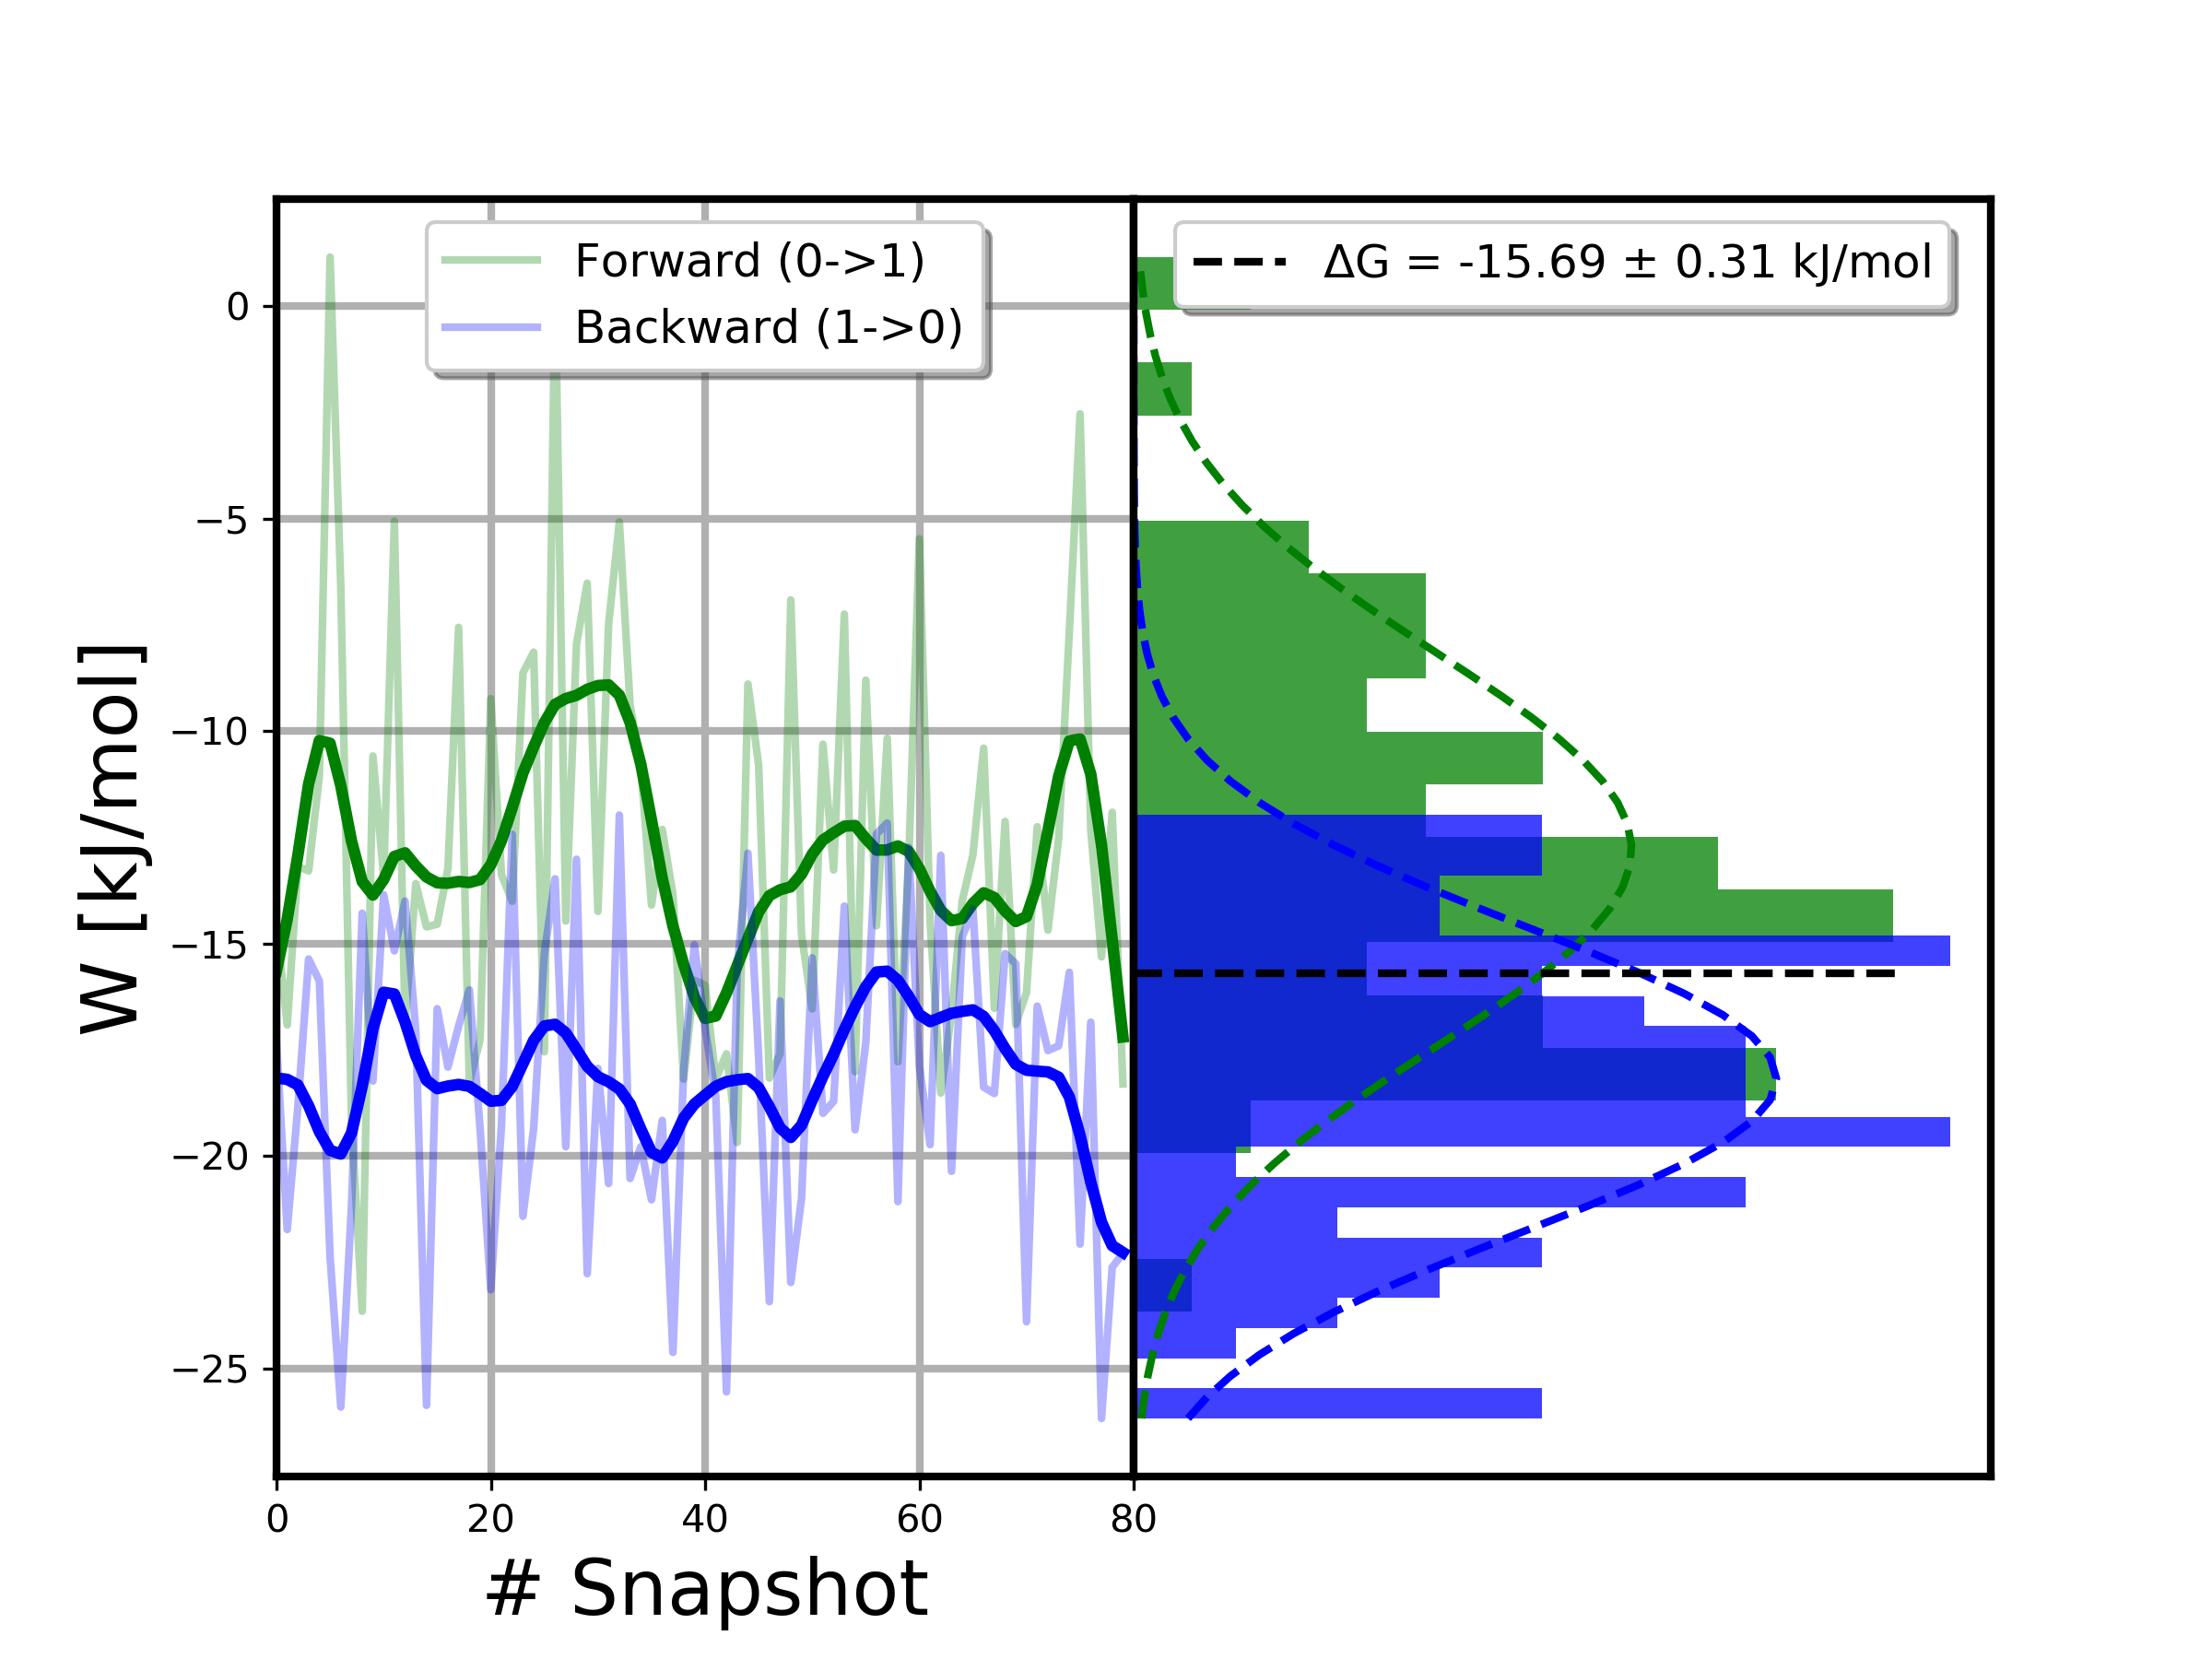 Forward (0->1)
Backward (1->0)
ΔG = -15.69 ± 0.31 kJ/mol
W [kJ/mol]
0
−5
−10
−15
−20
−25
0 20 40 60 80
# Snapshot